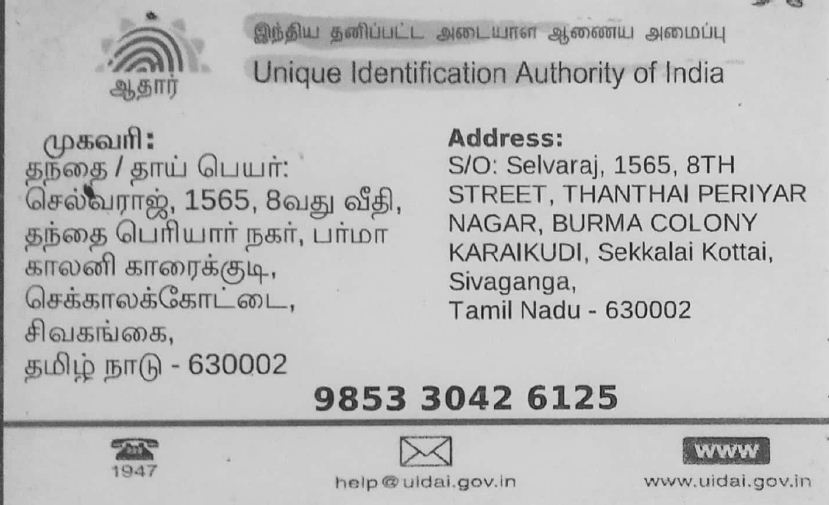 இந்திய தனிப்பட்ட அடையாள ஆணைய அமைப்பு
Unique Identification Authority of India
ஆதார்
முகவரி:
தந்தை / தாய் பெயர்:
செல்வராஜ், 1565, 8வது வீதி,
தந்தை பெரியார் நகர், பர்மா
காலனி காரைக்குடி,
செக்காலக்கோட்டை,
சிவகங்கை,
தமிழ் நாடு - 630002
Address:
S/O: Selvaraj, 1565, 8TH
STREET, THANTHAI PERIYAR
NAGAR, BURMA COLONY
KARAIKUDI, Sekkalai Kottai,
Sivaganga,
Tamil Nadu - 630002
9853 3042 6125
1947
help@uidai.gov.in
www
www.uidai.gov.in